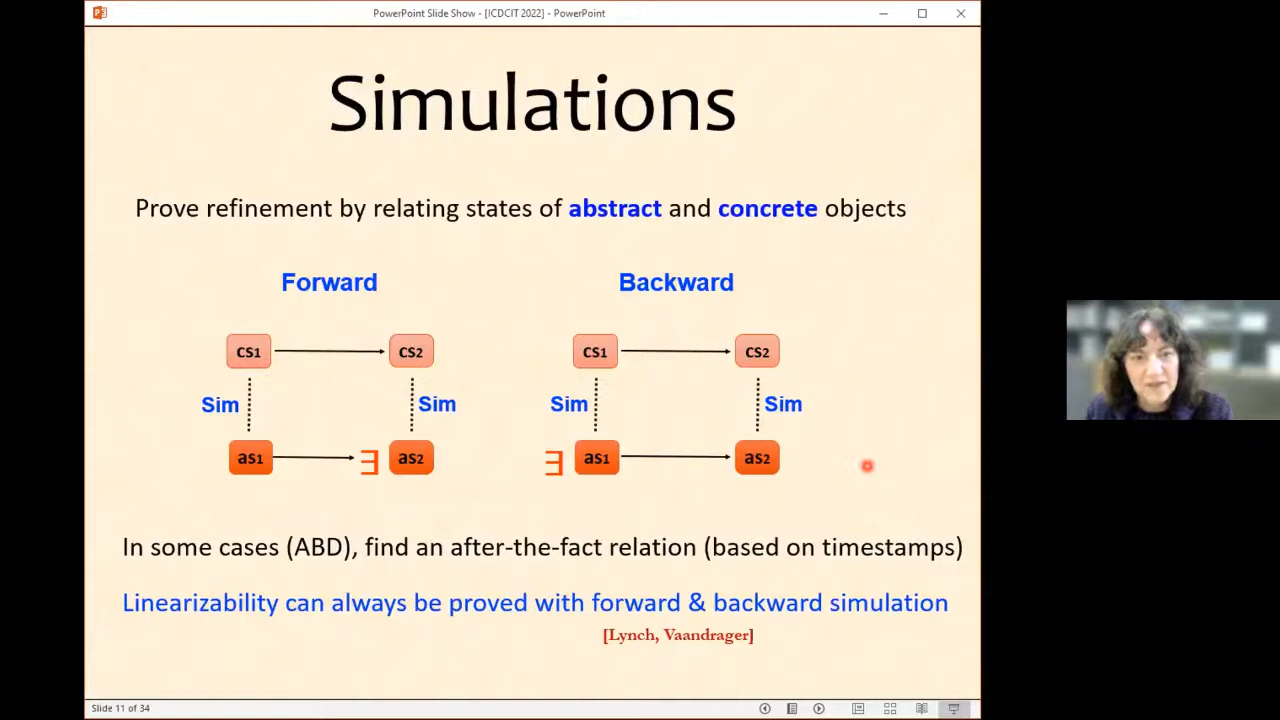 PowerPoint Slide Show - [ICDCIT 2022] - PowerPoint
Simulations
Prove refinement by relating states of abstract and concrete objects
Forward
Backward
cs1
cs2
cs1
cs2
Sim
Sim
Sim
Sim
as1
∃
as2
∃
as1
as2
In some cases (ABD), find an after-the-fact relation (based on timestamps)
Linearizability can always be proved with forward & backward simulation
[Lynch, Vaandrager]
Slide 11 of 34